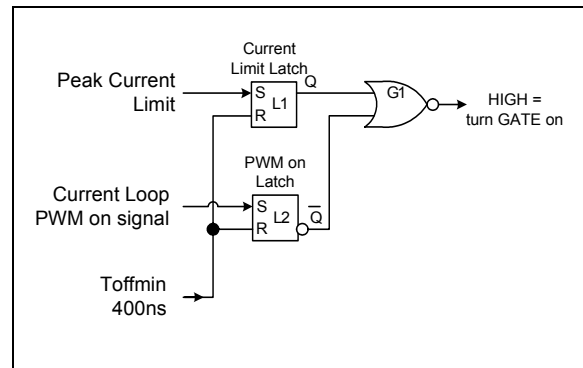 Current
Limit Latch
Peak Current
Limit
Q
S
R
L1
G1
HIGH =
turn GATE on
PWM on
Latch
Current Loop
PWM on signal
S
R
L2
Q̅
Toffmin
400ns